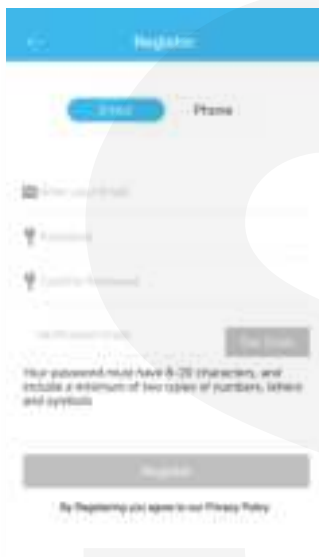 Register
Email
Phone
Enter your Email
Password
Confirm Password
Verification Code
Get Code
Your password must have 8-20 characters, and
include a minimum of two types of numbers, letters
and symbols
Register
By Registering you agree to our Privacy Policy